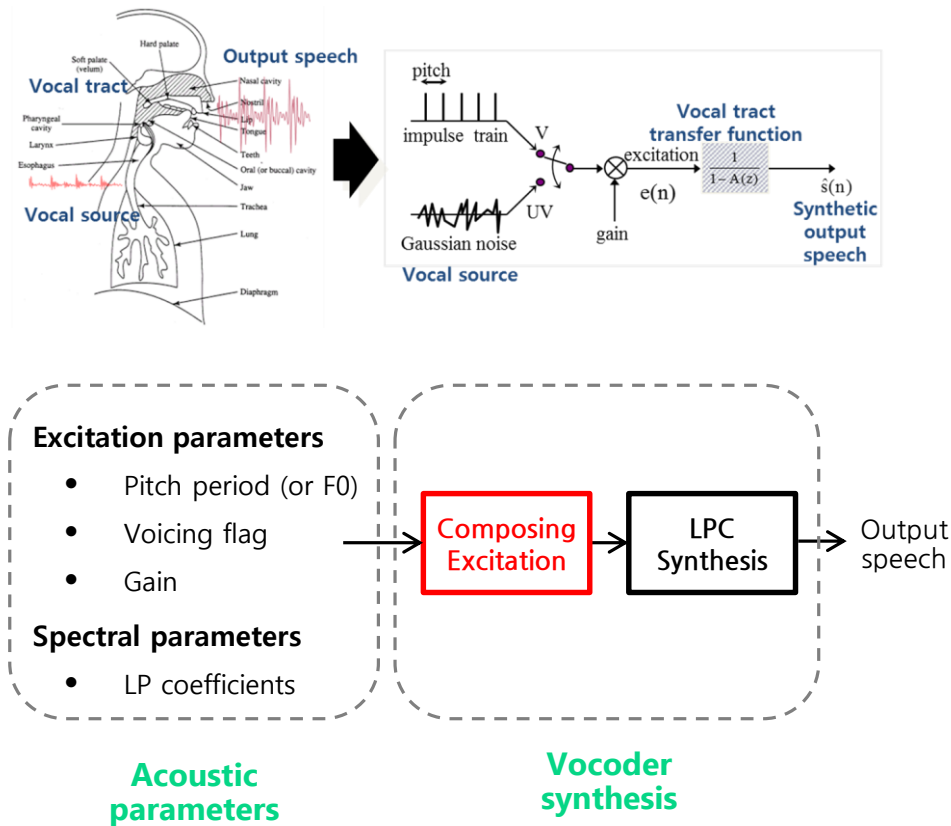 Hard palate
Soft palate
(velum)
Output speech
Vocal tract
Nasal cavity
Nostril
Lip
Tongue
Pharyngeal
cavity
Larynx
Esophagus
Teeth
Oral (or buccal) cavity
Jaw
Vocal source
Trachea
Lung
Diaphragm
pitch
impulse train
V
UV
Gaussian noise
Vocal source
gain
excitation
e(n)
Vocal tract
transfer function
1
1− A(z)
ŝ(n)
Synthetic
output
speech
Excitation parameters
• Pitch period (or F0)
• Voicing flag
• Gain
Spectral parameters
• LP coefficients
Composing
Excitation
LPC
Synthesis
Output
speech
Acoustic
parameters
Vocoder
synthesis